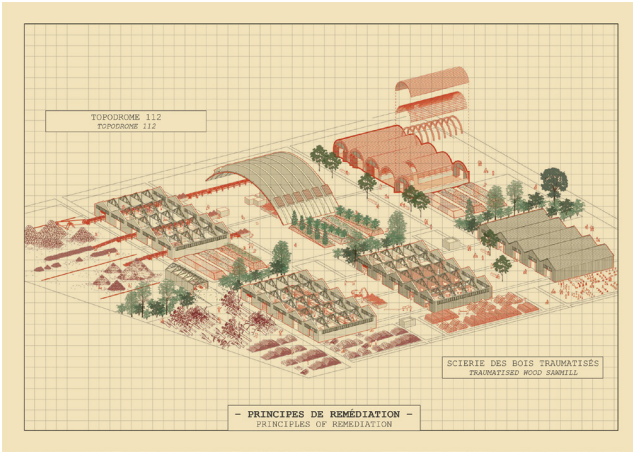 TOPODROME 112
TOPODROME 112
SCIERIE DES BOIS TRAUMATISÉS
TRAUMATISED WOOD SAWMILL
– PRINCIPES DE REMÉDIATION –
PRINCIPLES OF REMEDIATION